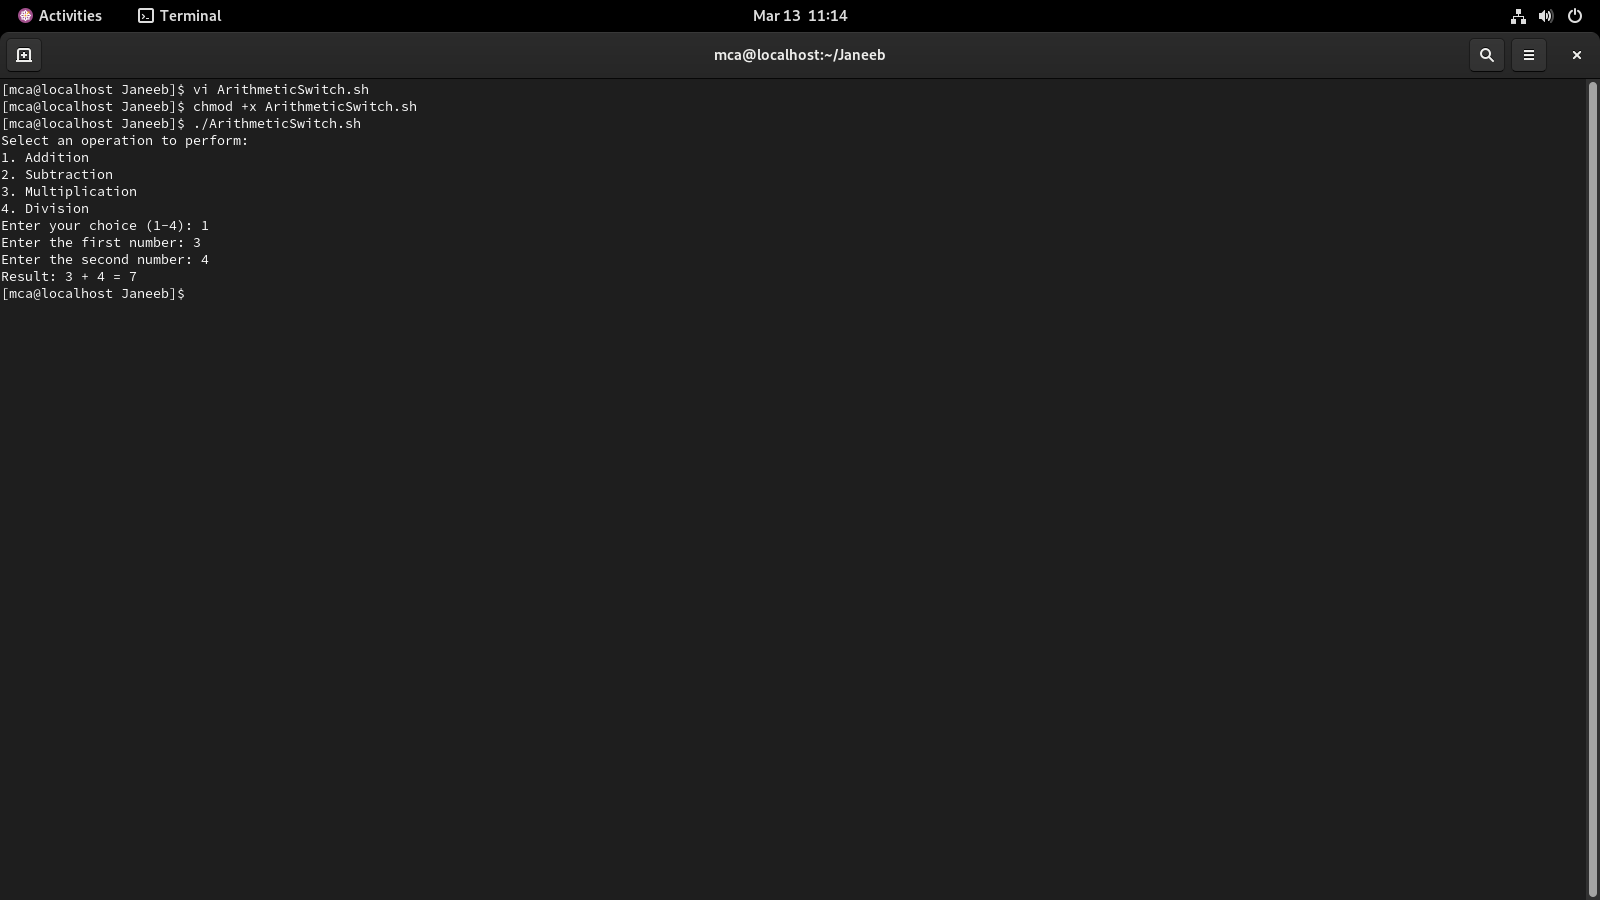 Activities Terminal Mar 13 11:14
mca@localhost:~/Janeeb
[mca@localhost Janeeb]$ vi ArithmeticSwitch.sh
[mca@localhost Janeeb]$ chmod +x ArithmeticSwitch.sh
[mca@localhost Janeeb]$ ./ArithmeticSwitch.sh
Select an operation to perform:
1. Addition
2. Subtraction
3. Multiplication
4. Division
Enter your choice (1-4): 1
Enter the first number: 3
Enter the second number: 4
Result: 3 + 4 = 7
[mca@localhost Janeeb]$